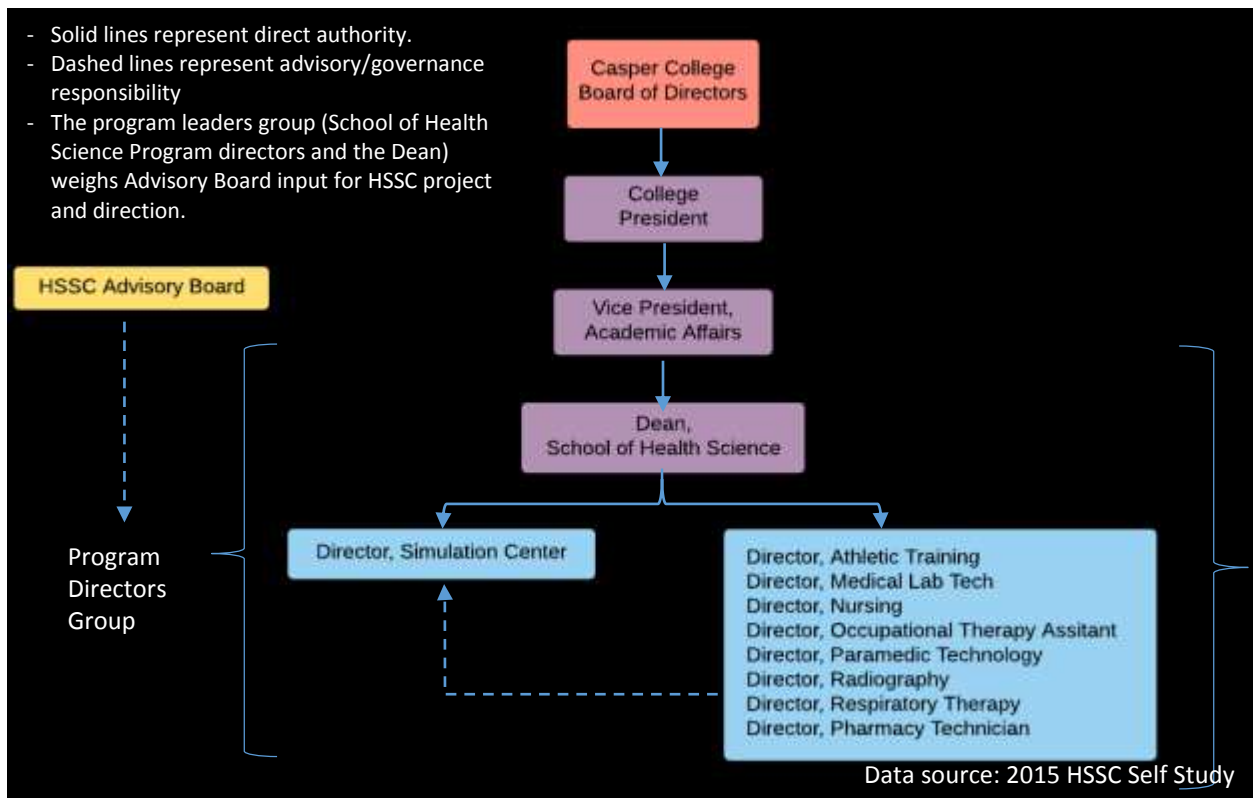 - Solid lines represent direct authority.
- Dashed lines represent advisory/governance
responsibility
- The program leaders group (School of Health
Science Program directors and the Dean)
weighs Advisory Board input for HSSC project
and direction.
Casper College
Board of Directors
College
President
HSSC Advisory Board
Vice President,
Academic Affairs
Dean,
School of Health Science
Program
Directors
Group
Director, Simulation Center
Director, Athletic Training
Director, Medical Lab Tech
Director, Nursing
Director, Occupational Therapy Assitant
Director, Paramedic Technology
Director, Radiography
Director, Respiratory Therapy
Director, Pharmacy Technician
Data source: 2015 HSSC Self Study